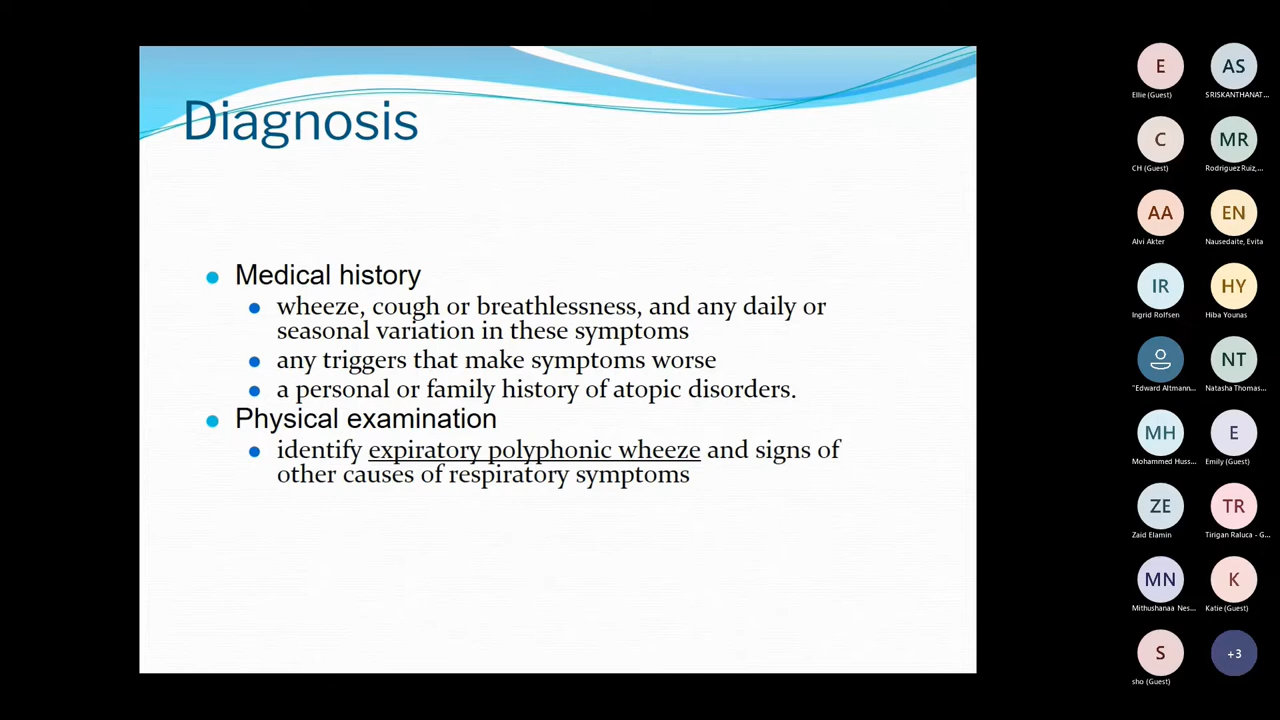 Diagnosis
Medical history
wheeze, cough or breathlessness, and any daily or
seasonal variation in these symptoms
any triggers that make symptoms worse
a personal or family history of atopic disorders.
Physical examination
identify expiratory polyphonic wheeze and signs of
other causes of respiratory symptoms
E
Ellie (Guest)
AS
SRISKANTHANAT...
C
CH (Guest)
MR
Rodriguez Ruiz,...
AA
Alvi Akter
EN
Nausedaite, Evita
IR
Ingrid Rolfsen
HY
Hiba Younas
"Edward Altmann...
NT
Natasha Thomas...
MH
Mohammed Huss...
E
Emily (Guest)
ZE
Zaid Elamin
TR
Tirigan Raluca - G...
MN
Mithushanaa Nes...
K
Katie (Guest)
S
sho (Guest)
+3